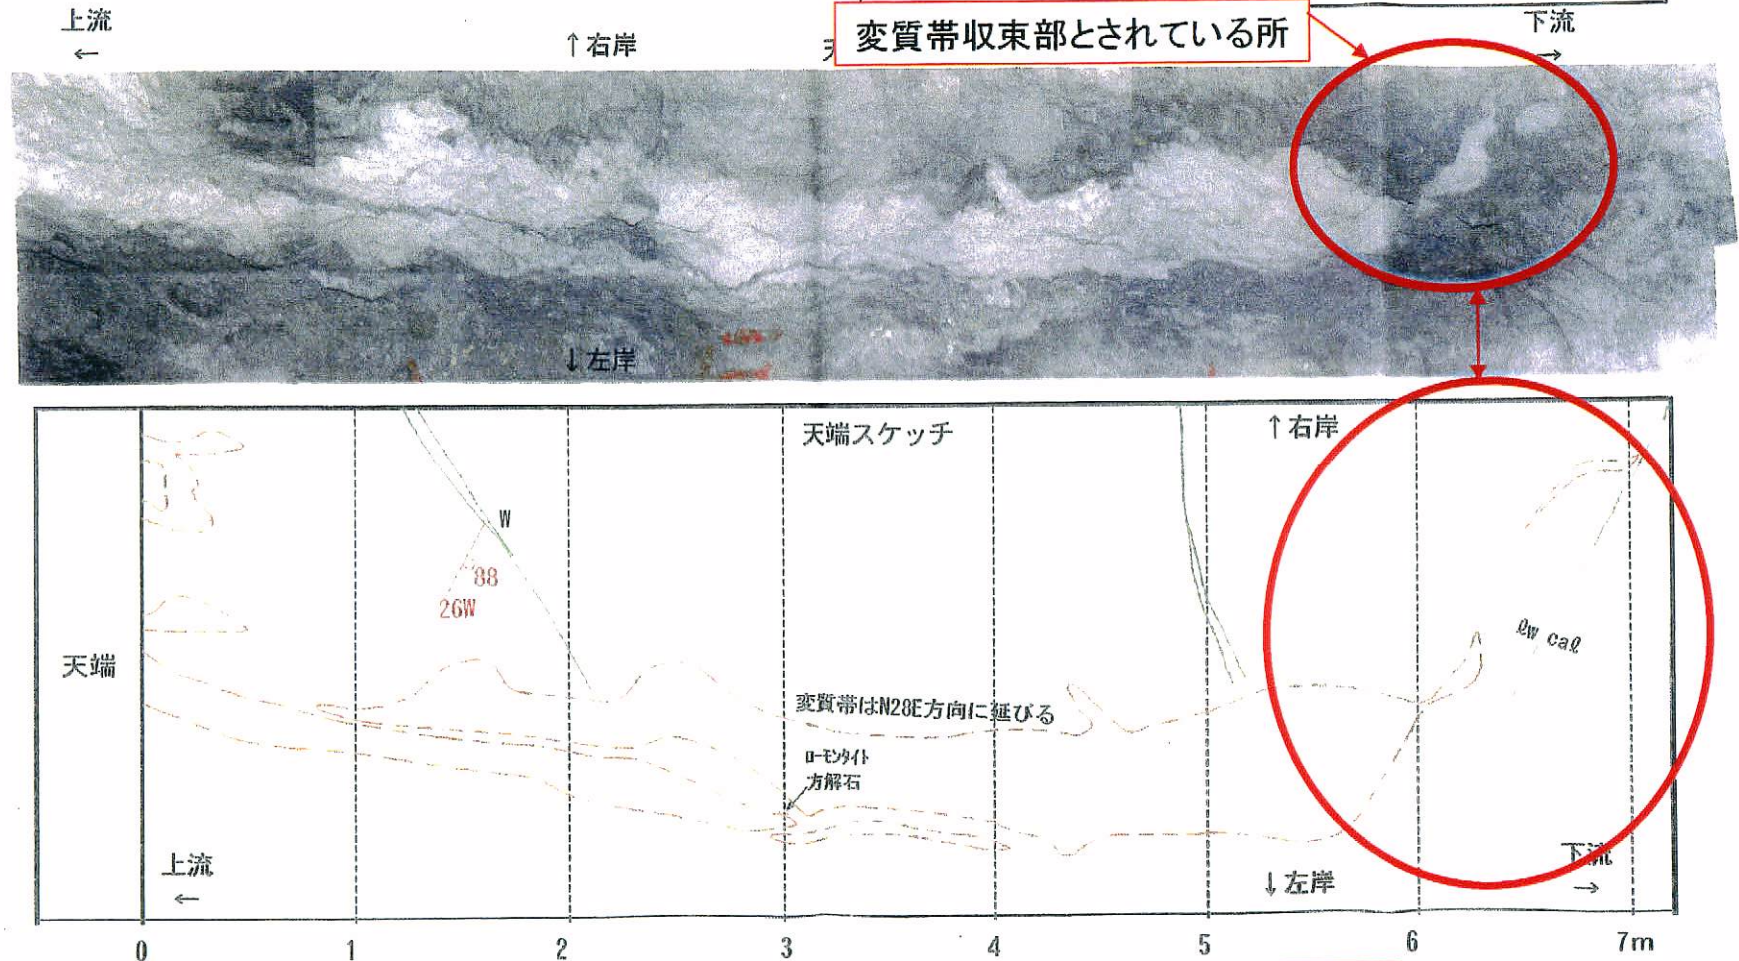 上流
←
↑右岸
変質帯収束部とされている所
下流
→
↓左岸
天端スケッチ
↑右岸
W
88
26W
ℓw caℓ
天端
変質帯はN28E方向に延びる
ローモンタイト
方解石
上流
←
↓左岸
下流
→
0 1 2 3 4 5 6 7m